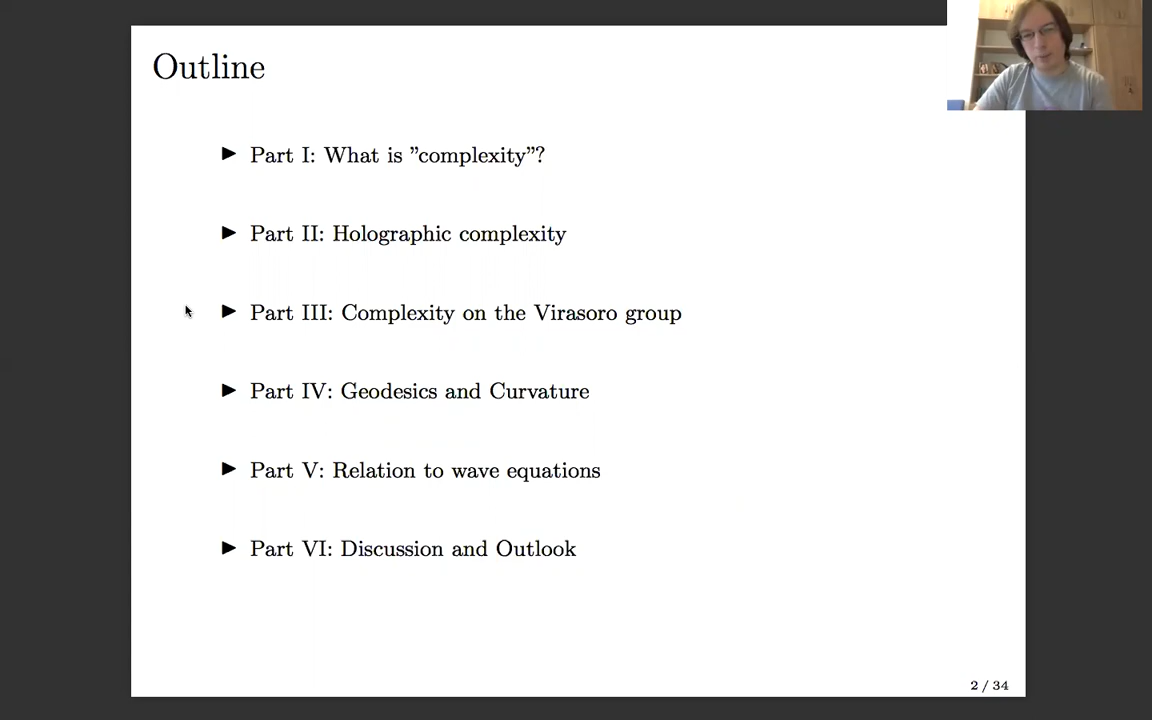 Outline
▶ Part I: What is ”complexity”?
▶ Part II: Holographic complexity
▶ Part III: Complexity on the Virasoro group
▶ Part IV: Geodesics and Curvature
▶ Part V: Relation to wave equations
▶ Part VI: Discussion and Outlook
2 / 34